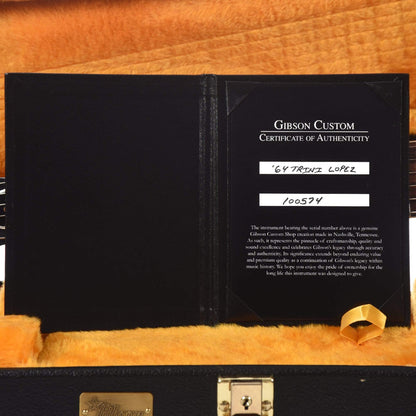 GIBSON CUSTOM
CERTIFICATE OF AUTHENTICITY
'64 TRINI LOPEZ
100574
The instrument bearing the serial number above is a genuine
Gibson Custom Shop creation made in Nashville, Tennessee.
As such, it represents the pinnacle of craftsmanship, quality and
sound excellence and celebrates Gibson's legacy through accuracy
and authenticity. Its significance extends beyond enduring value
and premium quality as a continuation of Gibson's legacy within
music history. We hope you enjoy the pride of ownership for the
long life this instrument was designed to give.